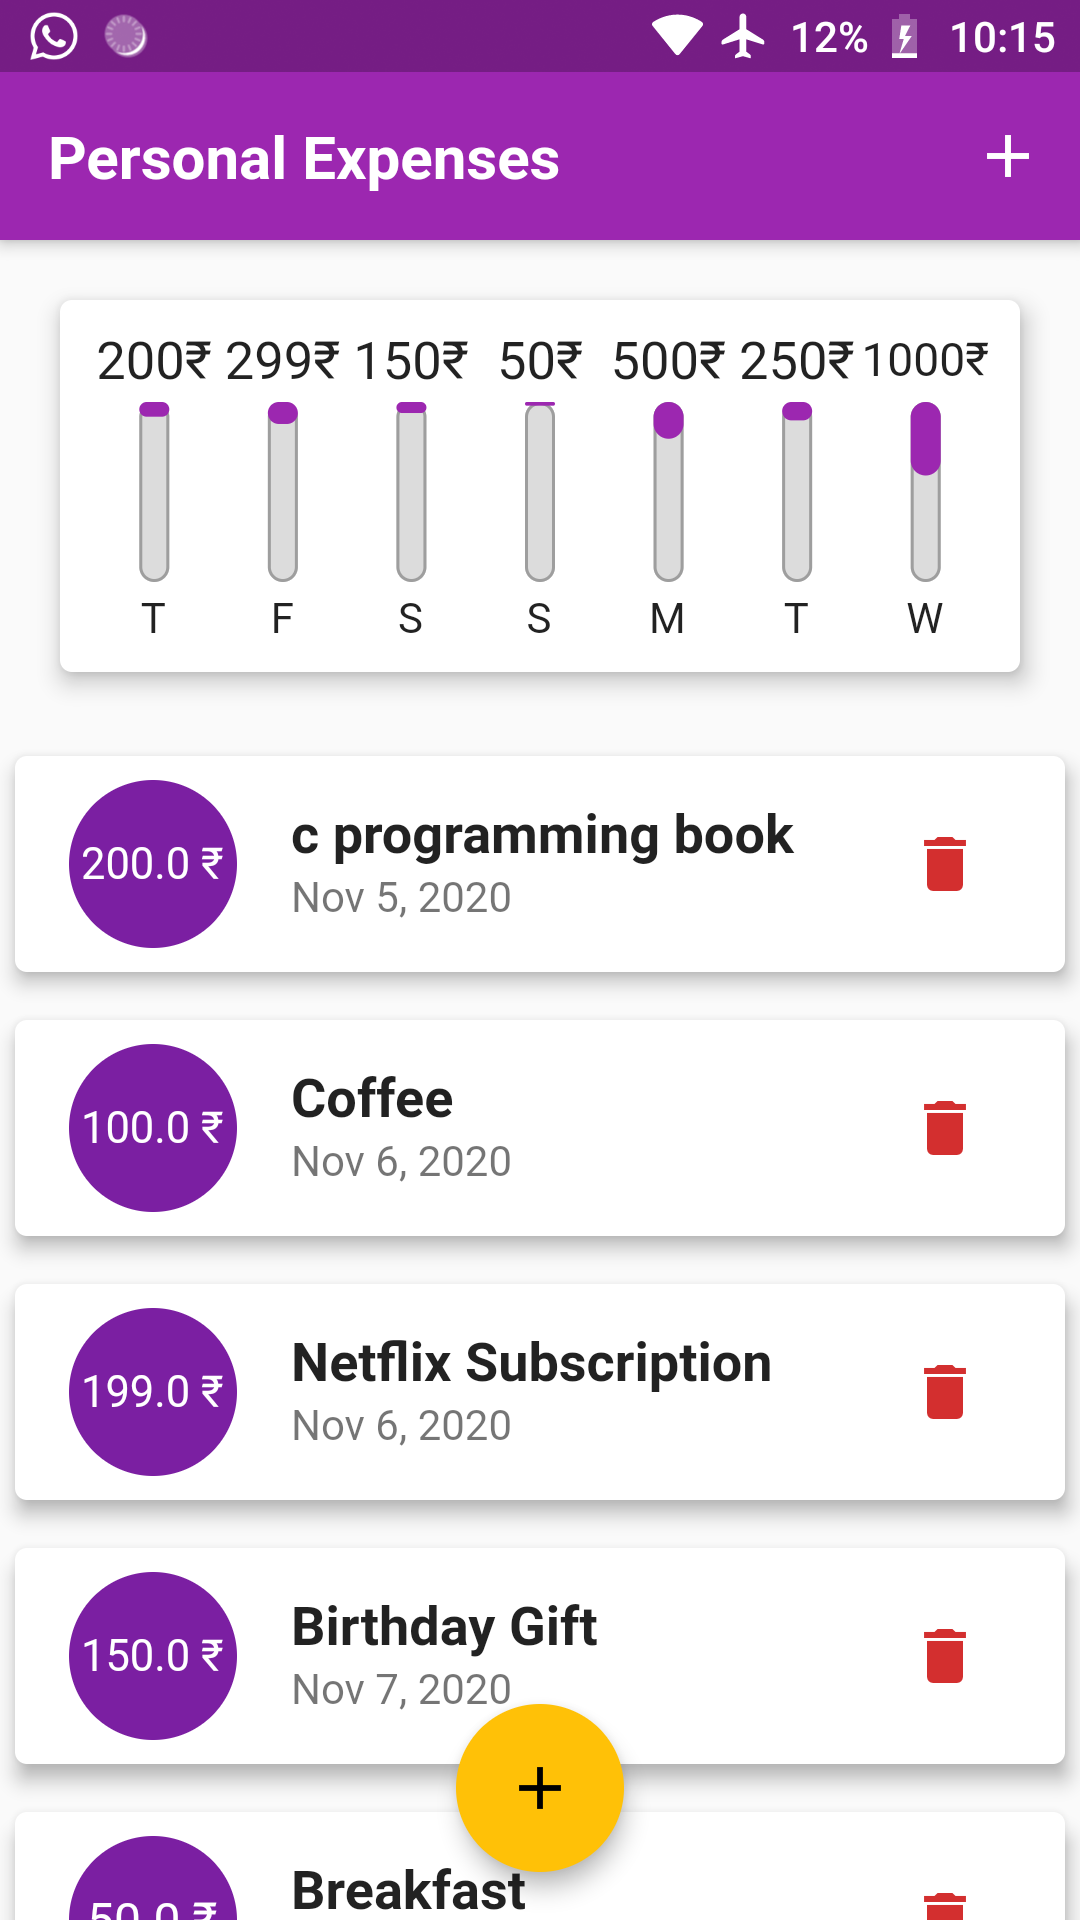 12% 10:15
Personal Expenses
200₹ 299₹ 150₹ 50₹ 500₹ 250₹ 1000₹
T F S S M T W
200.0 ₹
c programming book
Nov 5, 2020
100.0 ₹
Coffee
Nov 6, 2020
199.0 ₹
Netflix Subscription
Nov 6, 2020
150.0 ₹
Birthday Gift
Nov 7, 2020
50.0 ₹
Breakfast